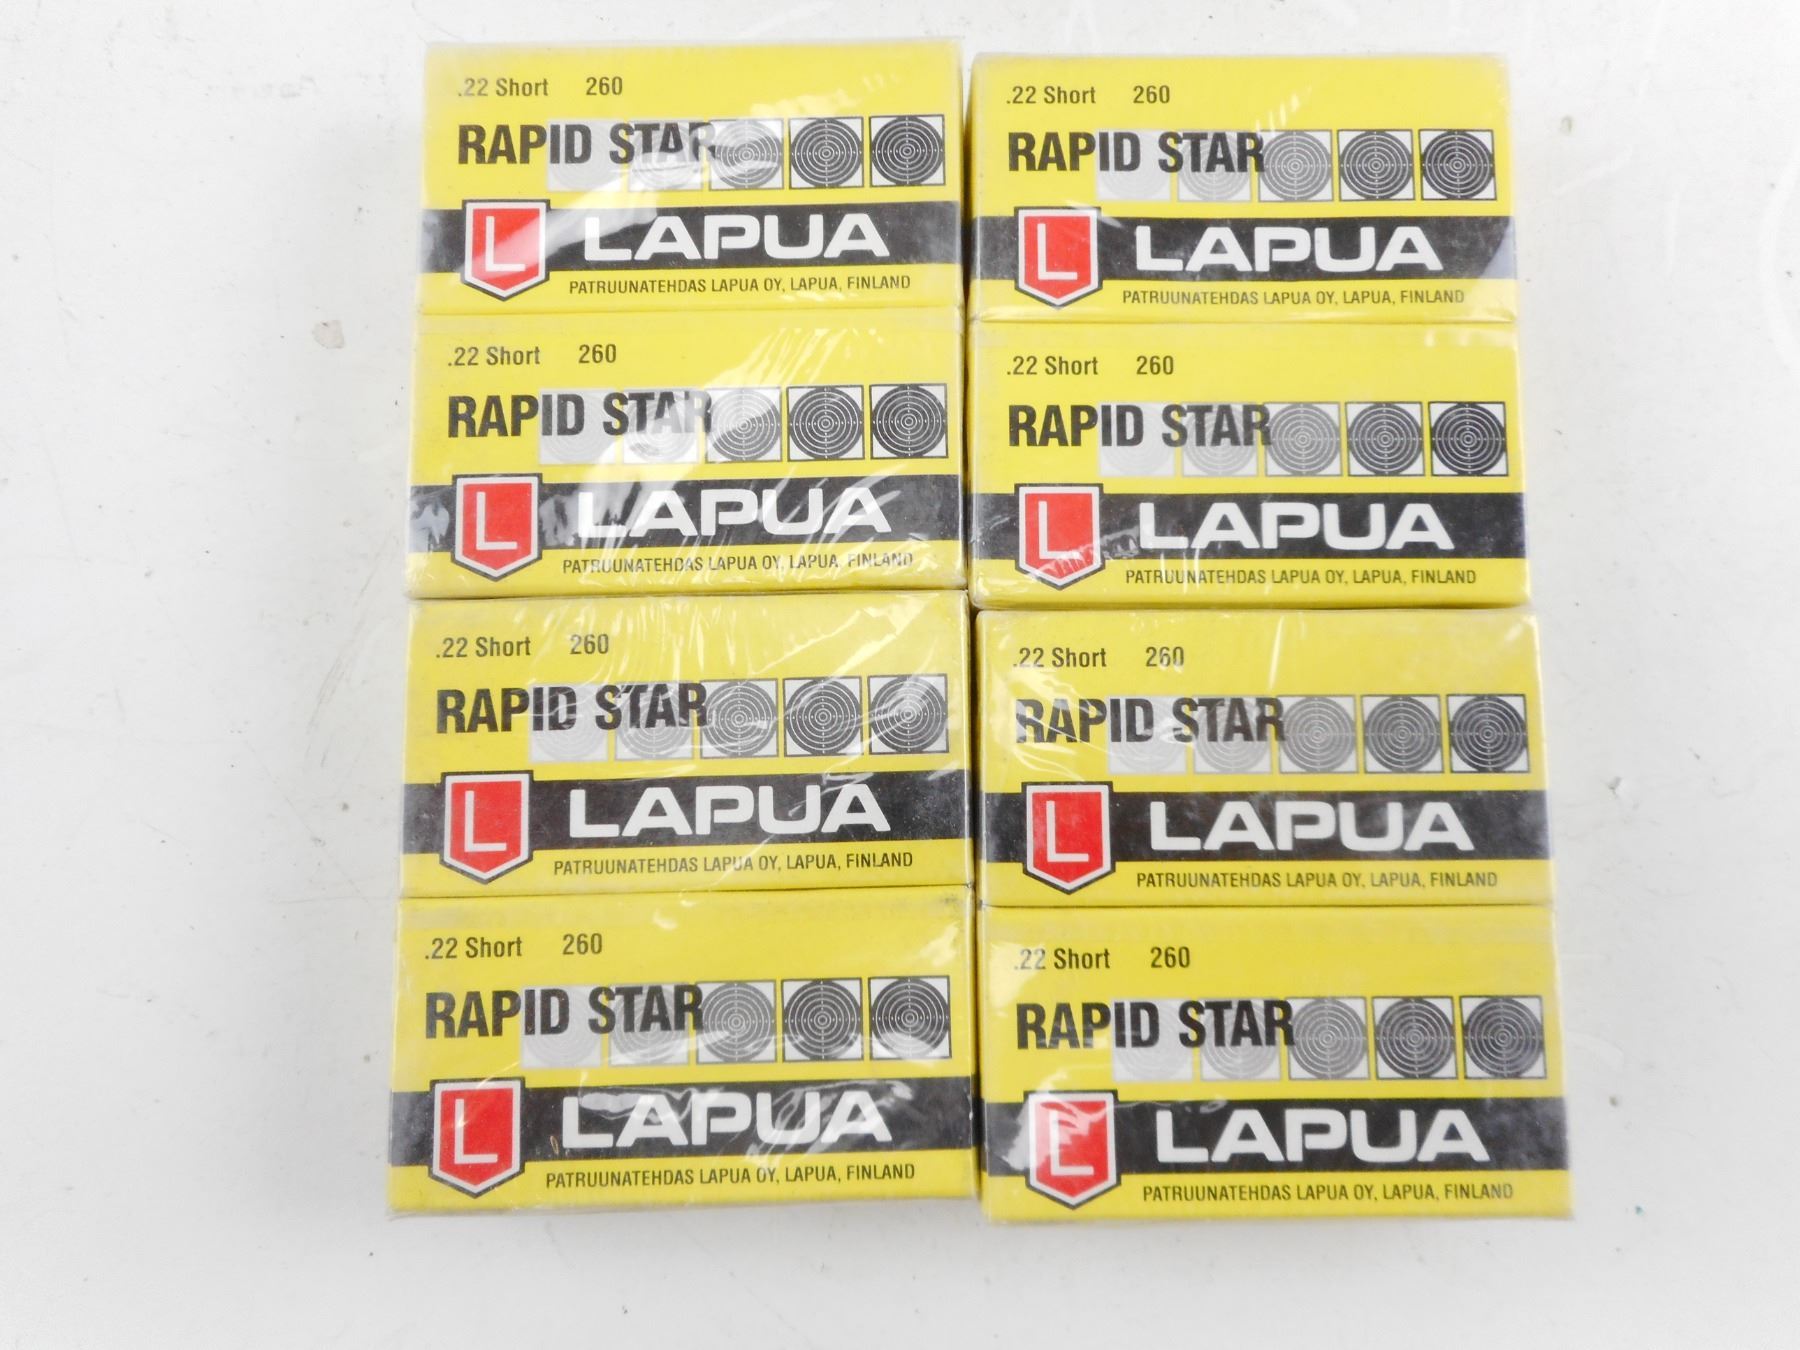 .22 Short 260
RAPID STAR
L LAPUA
PATRUUNATEHDAS LAPUA OY, LAPUA, FINLAND
.22 Short 260
RAPID STAR
L LAPUA
PATRUUNATEHDAS LAPUA OY, LAPUA, FINLAND
.22 Short 260
RAPID STAR
L LAPUA
PATRUUNATEHDAS LAPUA OY, LAPUA, FINLAND
.22 Short 260
RAPID STAR
L LAPUA
PATRUUNATEHDAS LAPUA OY, LAPUA, FINLAND
.22 Short 260
RAPID STAR
L LAPUA
PATRUUNATEHDAS LAPUA OY, LAPUA, FINLAND
.22 Short 260
RAPID STAR
L LAPUA
PATRUUNATEHDAS LAPUA OY, LAPUA, FINLAND
.22 Short 260
RAPID STAR
L LAPUA
PATRUUNATEHDAS LAPUA OY, LAPUA, FINLAND
.22 Short 260
RAPID STAR
L LAPUA
PATRUUNATEHDAS LAPUA OY, LAPUA, FINLAND